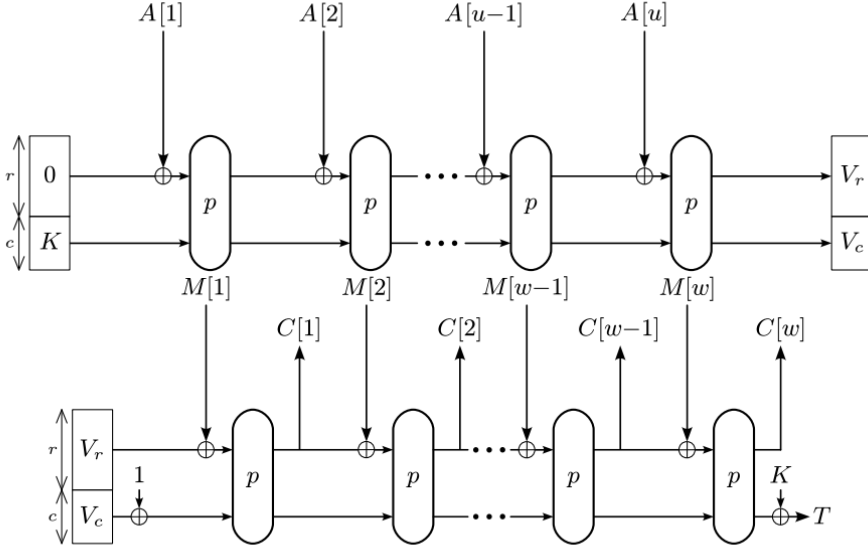 A[1] A[2] A[u−1] A[u]
r 0 p p ••• p p V_r
c K ••• V_c
M[1] M[2] M[w−1] M[w]
C[1] C[2] C[w−1] C[w]
r V_r p p ••• p p
1 K
c V_c ••• T